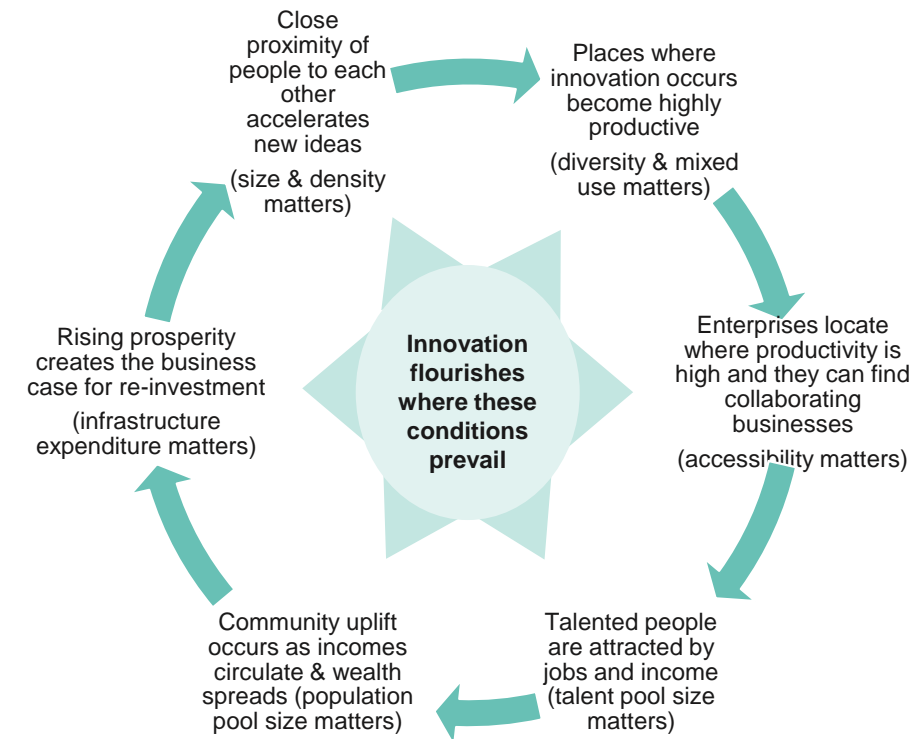 Close
proximity of
people to each
other
accelerates
new ideas
(size & density
matters)
Places where
innovation occurs
become highly
productive
(diversity & mixed
use matters)
Enterprises locate
where productivity is
high and they can find
collaborating
businesses
(accessibility matters)
Talented people
are attracted by
jobs and income
(talent pool size
matters)
Community uplift
occurs as incomes
circulate & wealth
spreads (population
pool size matters)
Rising prosperity
creates the business
case for re-investment
(infrastructure
expenditure matters)
Innovation
flourishes
where these
conditions
prevail